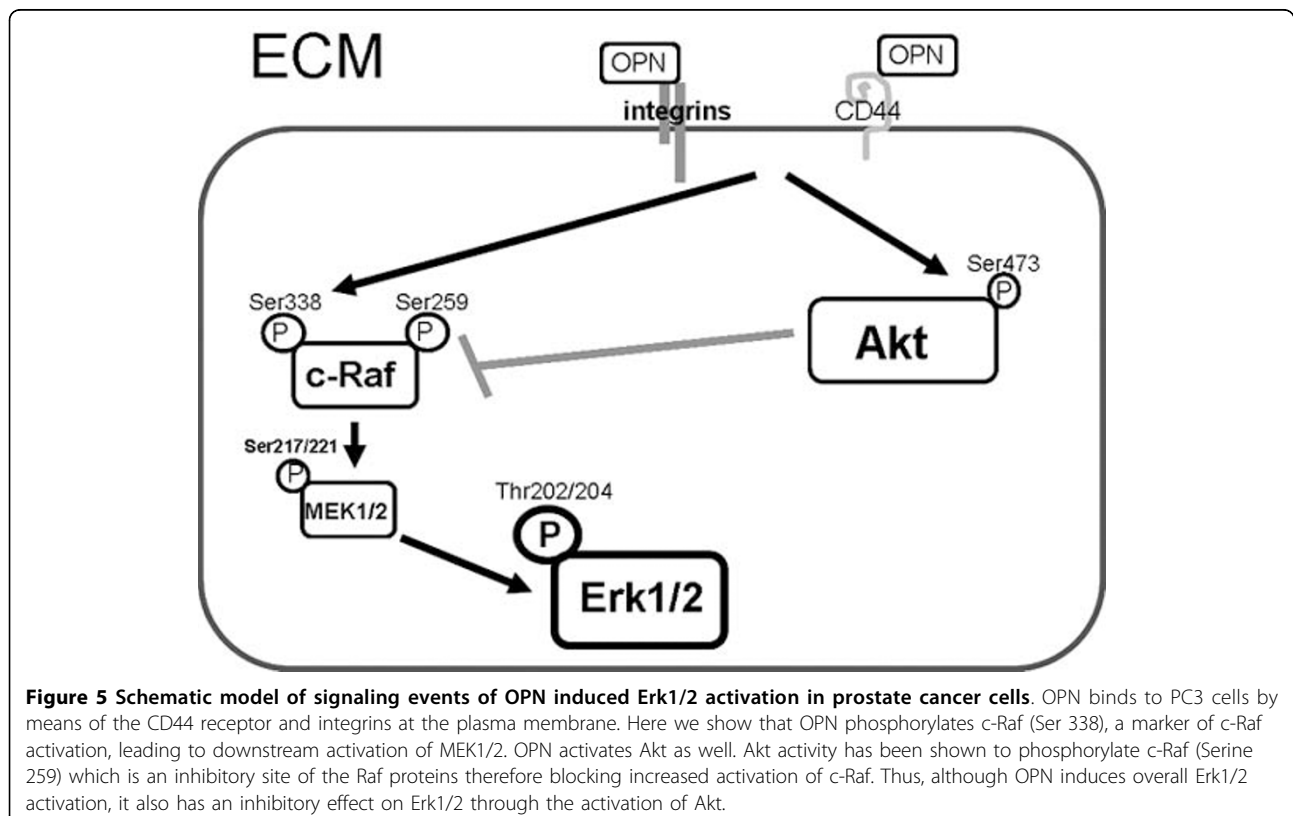 ECM
OPN
OPN
integrins
CD44
Ser473
P
Ser338
Ser259
P
P
Akt
c-Raf
Ser217/221
P
MEK1/2
Thr202/204
P
Erk1/2
Figure 5 Schematic model of signaling events of OPN induced Erk1/2 activation in prostate cancer cells. OPN binds to PC3 cells by
means of the CD44 receptor and integrins at the plasma membrane. Here we show that OPN phosphorylates c-Raf (Ser 338), a marker of c-Raf
activation, leading to downstream activation of MEK1/2. OPN activates Akt as well. Akt activity has been shown to phosphorylate c-Raf (Serine
259) which is an inhibitory site of the Raf proteins therefore blocking increased activation of c-Raf. Thus, although OPN induces overall Erk1/2
activation, it also has an inhibitory effect on Erk1/2 through the activation of Akt.